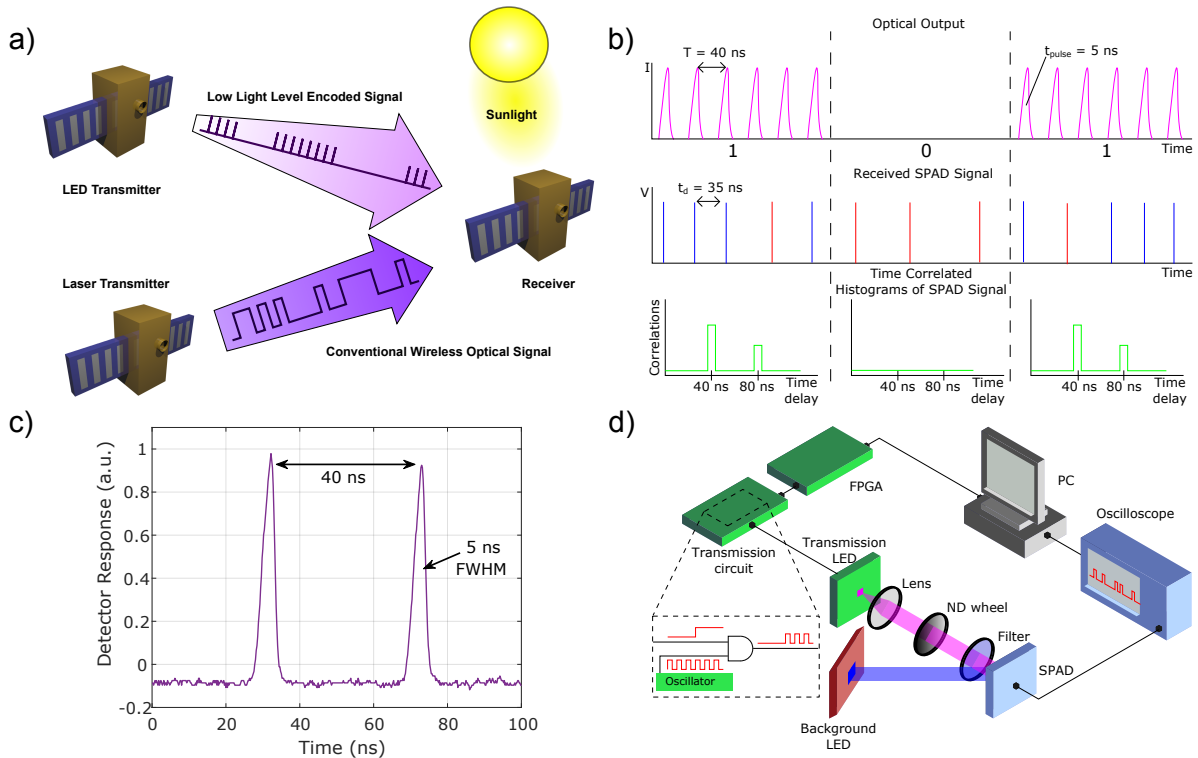 a)
Low Light Level Encoded Signal
Sunlight
LED Transmitter
Laser Transmitter
Receiver
Conventional Wireless Optical Signal
b)
Optical Output
T = 40 ns
t_pulse = 5 ns
I
1
0
1
Time
Received SPAD Signal
V
t_d = 35 ns
Time
Time Correlated
Histograms of SPAD Signal
Correlations
40 ns
80 ns
Time
delay
40 ns
80 ns
Time
delay
40 ns
80 ns
Time
delay
c)
Detector Response (a.u.)
1
0.8
0.6
0.4
0.2
0
-0.2
40 ns
5 ns
FWHM
0
20
40
60
80
100
Time (ns)
d)
FPGA
PC
Oscilloscope
Transmission
circuit
Transmission
LED
Lens
ND wheel
Filter
SPAD
Oscillator
Background
LED